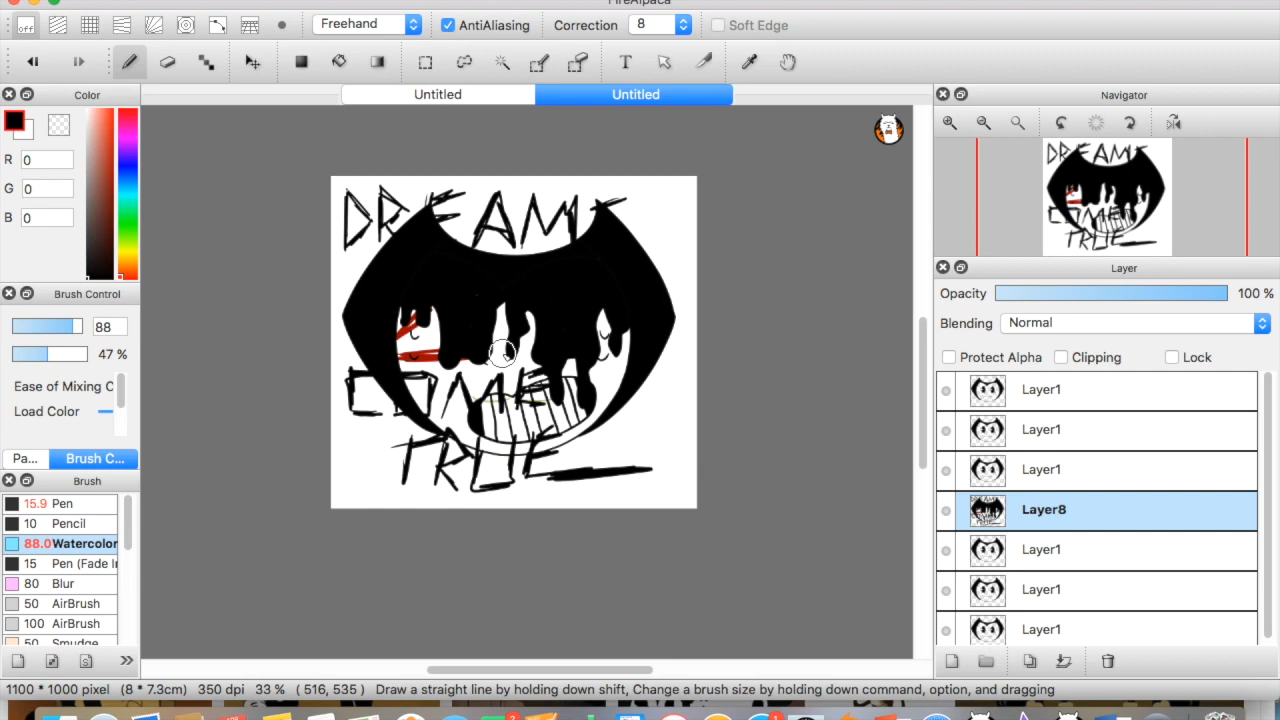 FireAlpaca
off Freehand AntiAliasing Correction 8 Soft Edge
T
Untitled Untitled
Color
R 0
G 0
B 0
Brush Control
88
47 %
Ease of Mixing C
Load Color
Pa... Brush C...
Brush
15.9 Pen
10 Pencil
88.0 Watercolor
15 Pen (Fade In
80 Blur
50 AirBrush
100 AirBrush
50 Smudge
DREAMS
COME
TRUE
Navigator
DREAMS
COME
TRUE
Layer
Opacity 100 %
Blending Normal
Protect Alpha Clipping Lock
Layer1
Layer1
Layer1
Layer8
Layer1
Layer1
Layer1
1100 * 1000 pixel (8 * 7.3cm) 350 dpi 33 % ( 516, 535 ) Draw a straight line by holding down shift, Change a brush size by holding down command, option, and dragging